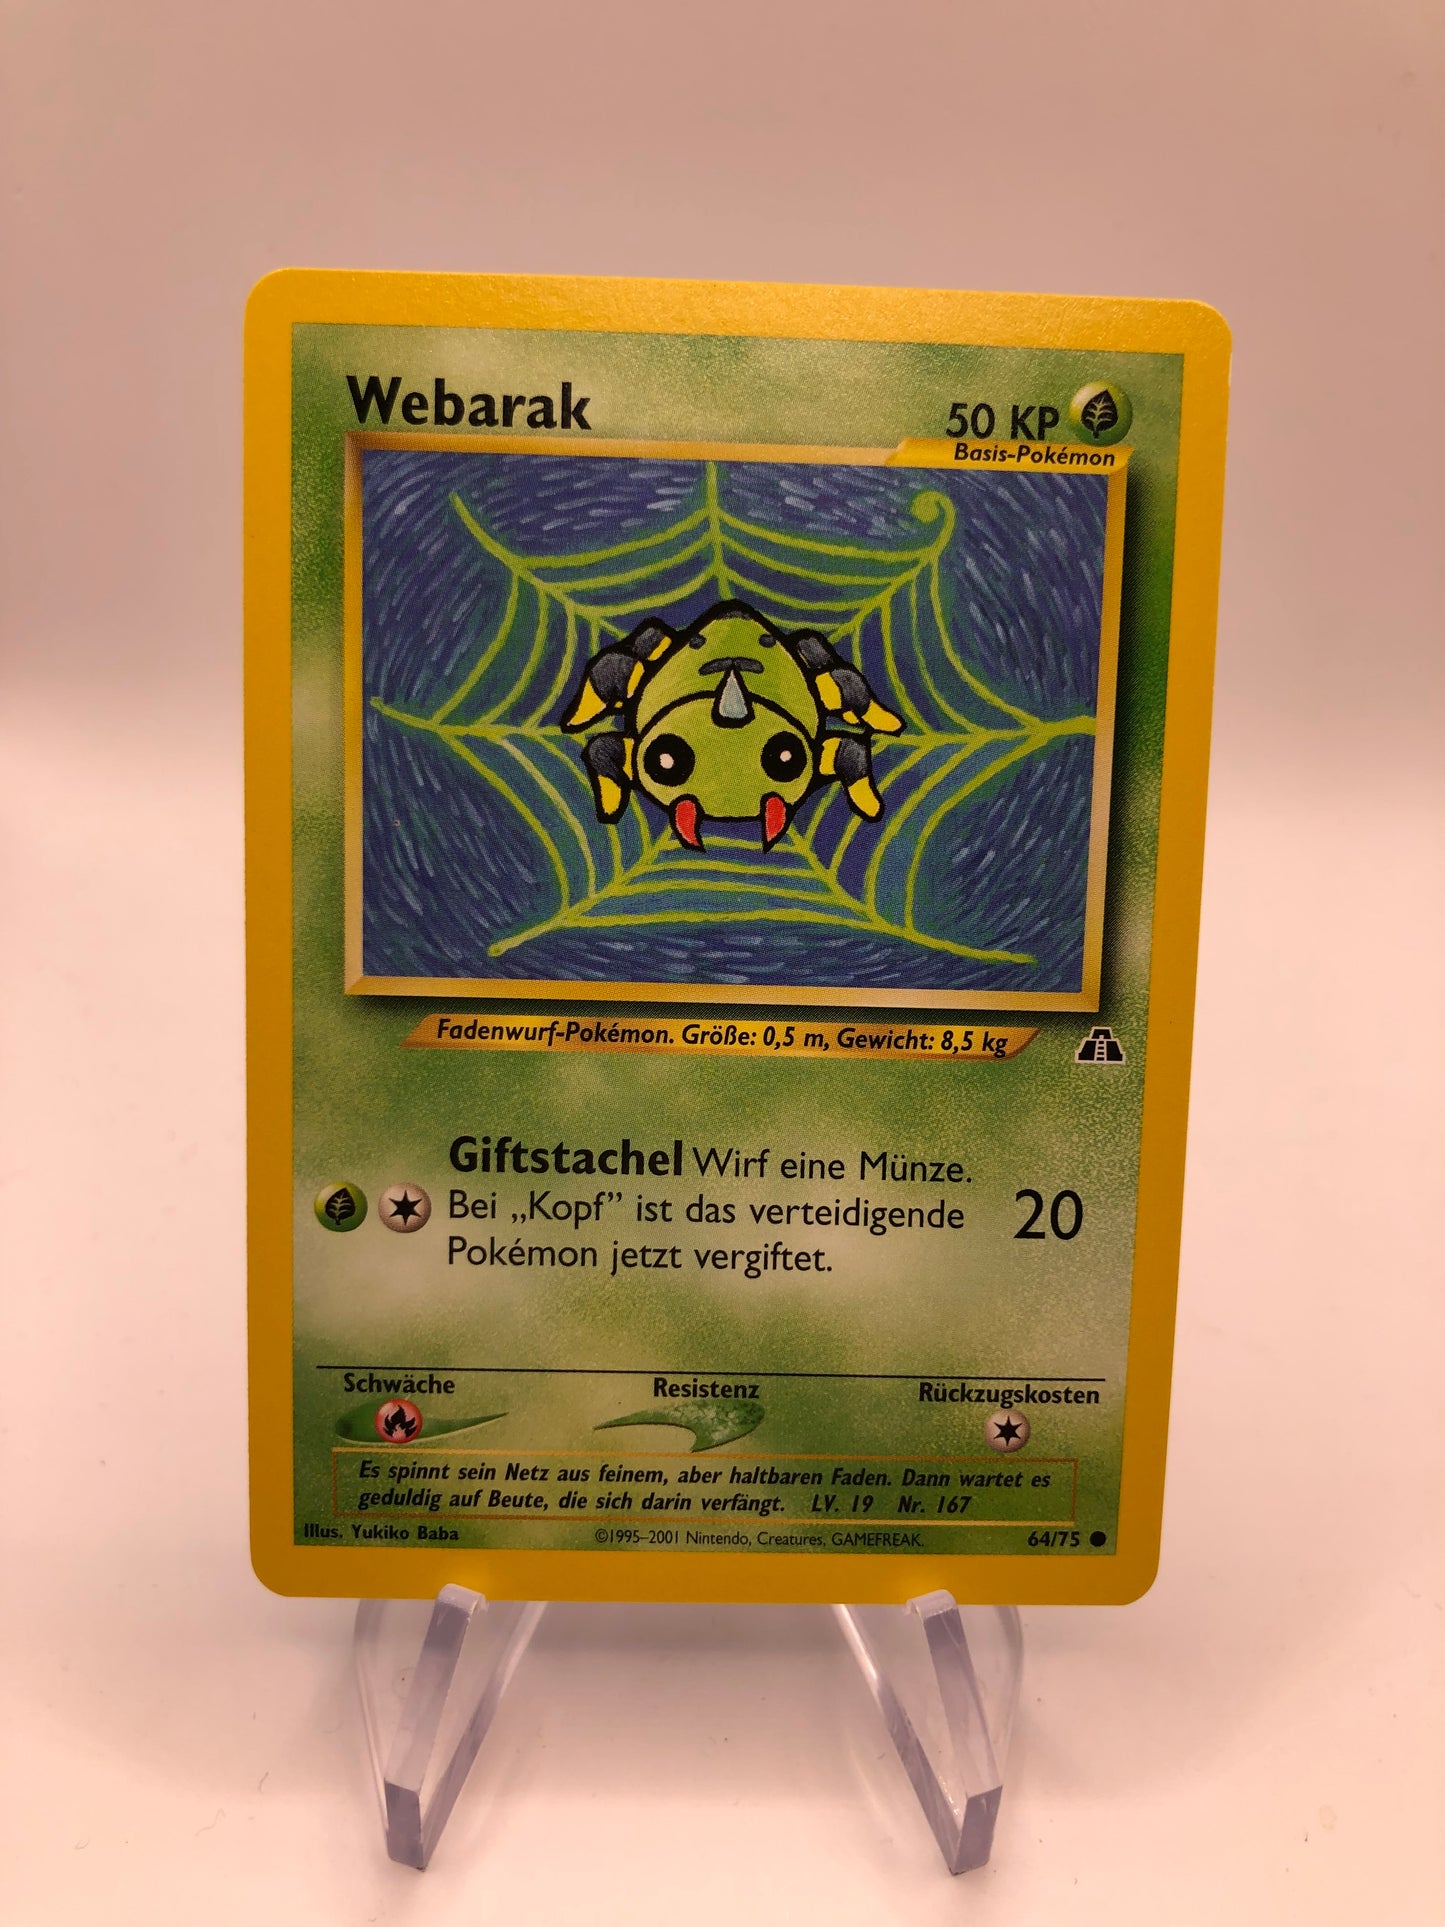 Webarak
50 KP
Basis-Pokémon
Fadenwurf-Pokémon. Größe: 0,5 m, Gewicht: 8,5 kg
Giftstachel Wirf eine Münze.
Bei „Kopf” ist das verteidigende
Pokémon jetzt vergiftet.
20
Schwäche
Resistenz
Rückzugskosten
Es spinnt sein Netz aus feinem, aber haltbaren Faden. Dann wartet es
geduldig auf Beute, die sich darin verfängt. LV. 19 Nr. 167
Illus. Yukiko Baba
©1995–2001 Nintendo, Creatures, GAMEFREAK.
64/75